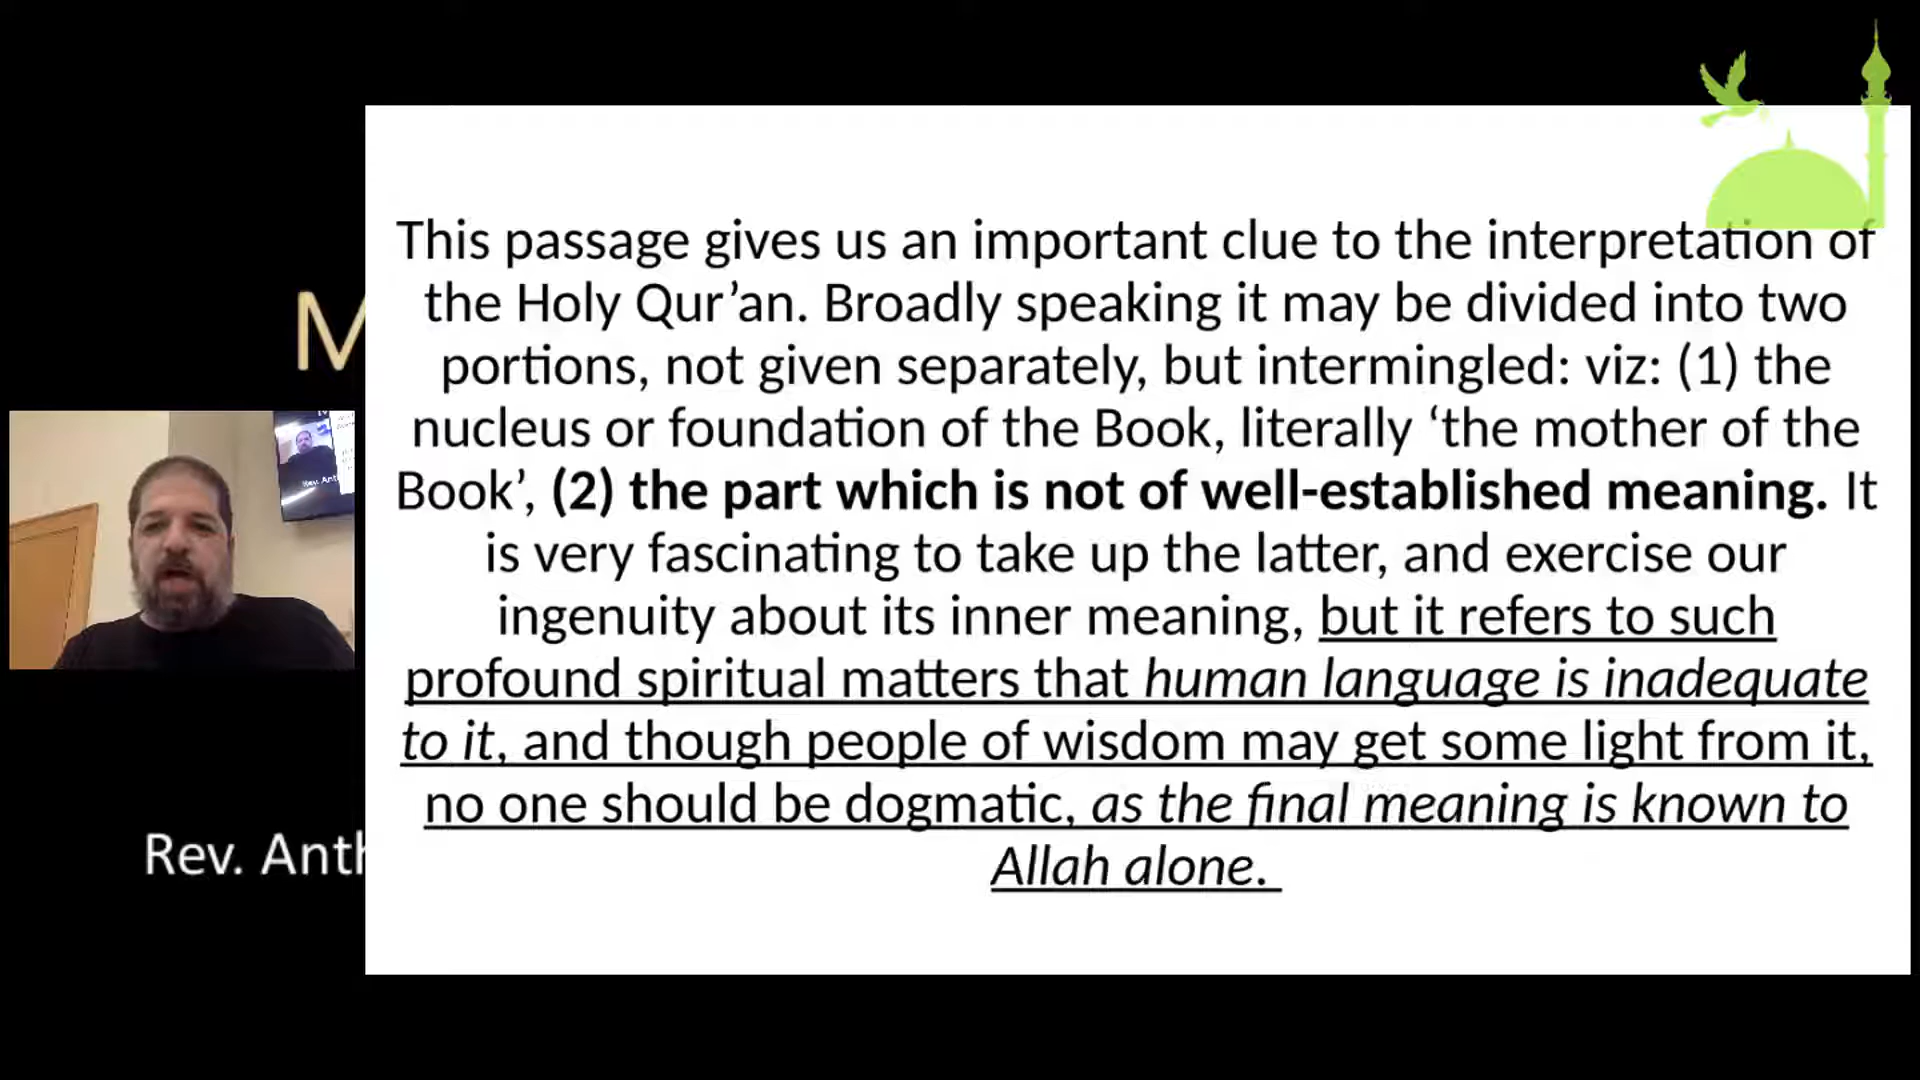 This passage gives us an important clue to the interpretation of
the Holy Qur’an. Broadly speaking it may be divided into two
portions, not given separately, but intermingled: viz: (1) the
nucleus or foundation of the Book, literally ‘the mother of the
Book’, (2) the part which is not of well-established meaning. It
is very fascinating to take up the latter, and exercise our
ingenuity about its inner meaning, but it refers to such
profound spiritual matters that human language is inadequate
to it, and though people of wisdom may get some light from it,
no one should be dogmatic, as the final meaning is known to
Allah alone.
M
Rev. Anth